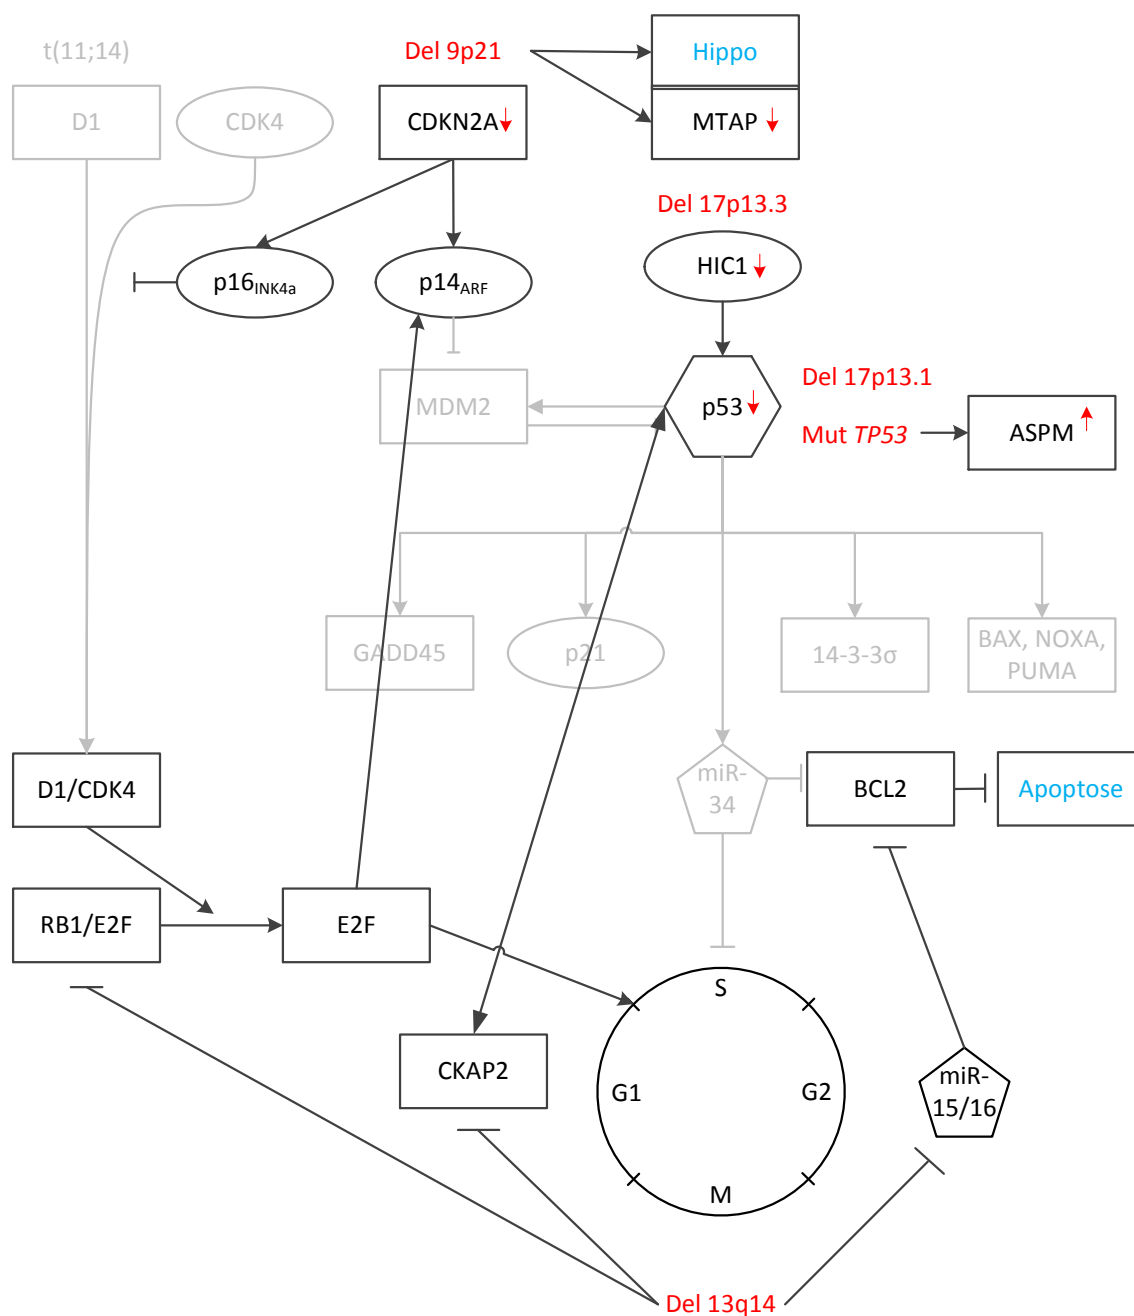 t(11;14)
Del 9p21
Hippo
D1
CDK4
CDKN2A
MTAP
Del 17p13.3
p16INK4a
p14ARF
HIC1
Del 17p13.1
MDM2
p53
Mut TP53
ASPM
GADD45
p21
14-3-3σ
BAX, NOXA,
PUMA
D1/CDK4
miR-
34
BCL2
Apoptose
RB1/E2F
E2F
S
CKAP2
G1
G2
miR-
15/16
M
Del 13q14